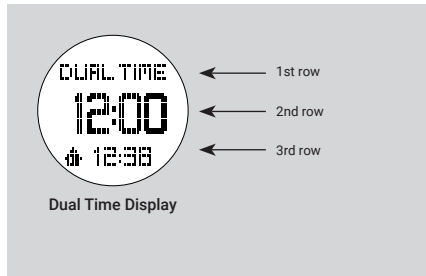 DUAL TIME
1st row
12:00
2nd row
12:38
3rd row
Dual Time Display